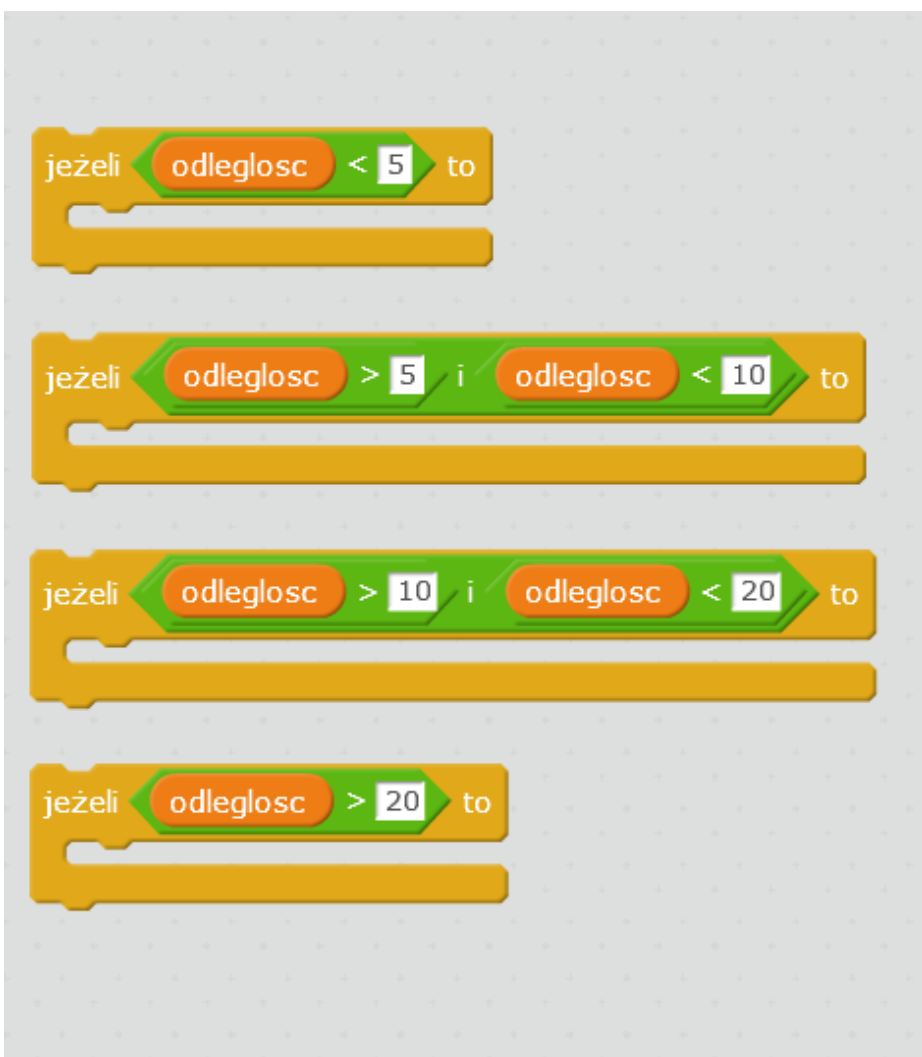 jeżeli odleglosc < 5 to
jeżeli odleglosc > 5 i odleglosc < 10 to
jeżeli odleglosc > 10 i odleglosc < 20 to
jeżeli odleglosc > 20 to